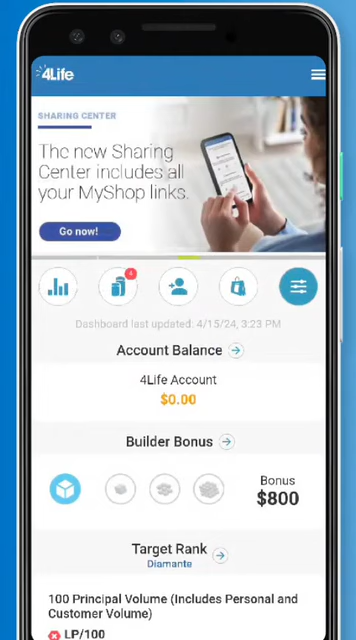 4Life
SHARING CENTER
The new Sharing
Center includes all
your MyShop links.
Go now!
4
Dashboard last updated: 4/15/24, 3:23 PM
Account Balance
4Life Account
$0.00
Builder Bonus
Bonus
$800
Target Rank
Diamante
100 Principal Volume (Includes Personal and
Customer Volume)
LP/100